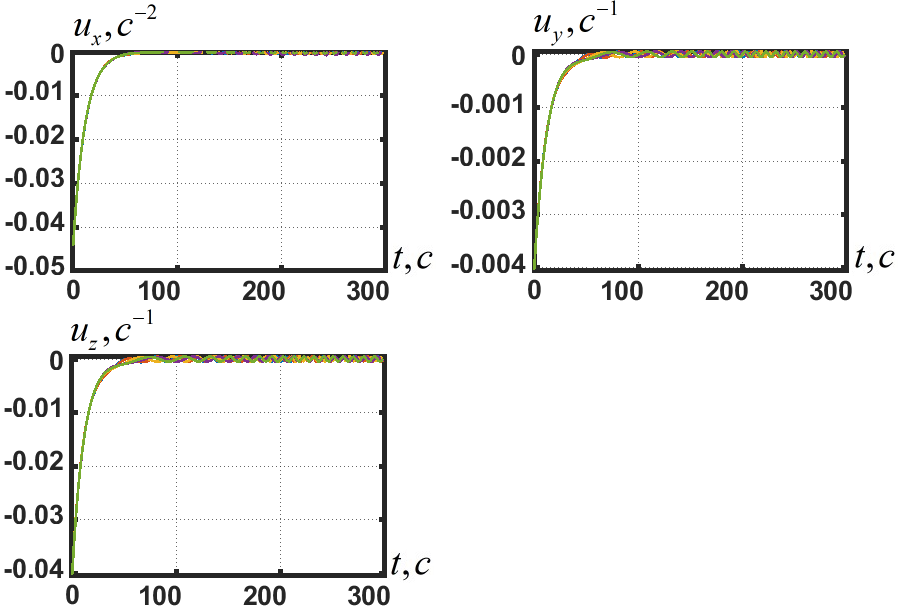 u_x, c^{-2}
0
-0.01
-0.02
-0.03
-0.04
-0.05
0 100 200 300
t, c
u_y, c^{-1}
0
-0.001
-0.002
-0.003
-0.004
0 100 200 300
t, c
u_z, c^{-1}
0
-0.01
-0.02
-0.03
-0.04
0 100 200 300
t, c